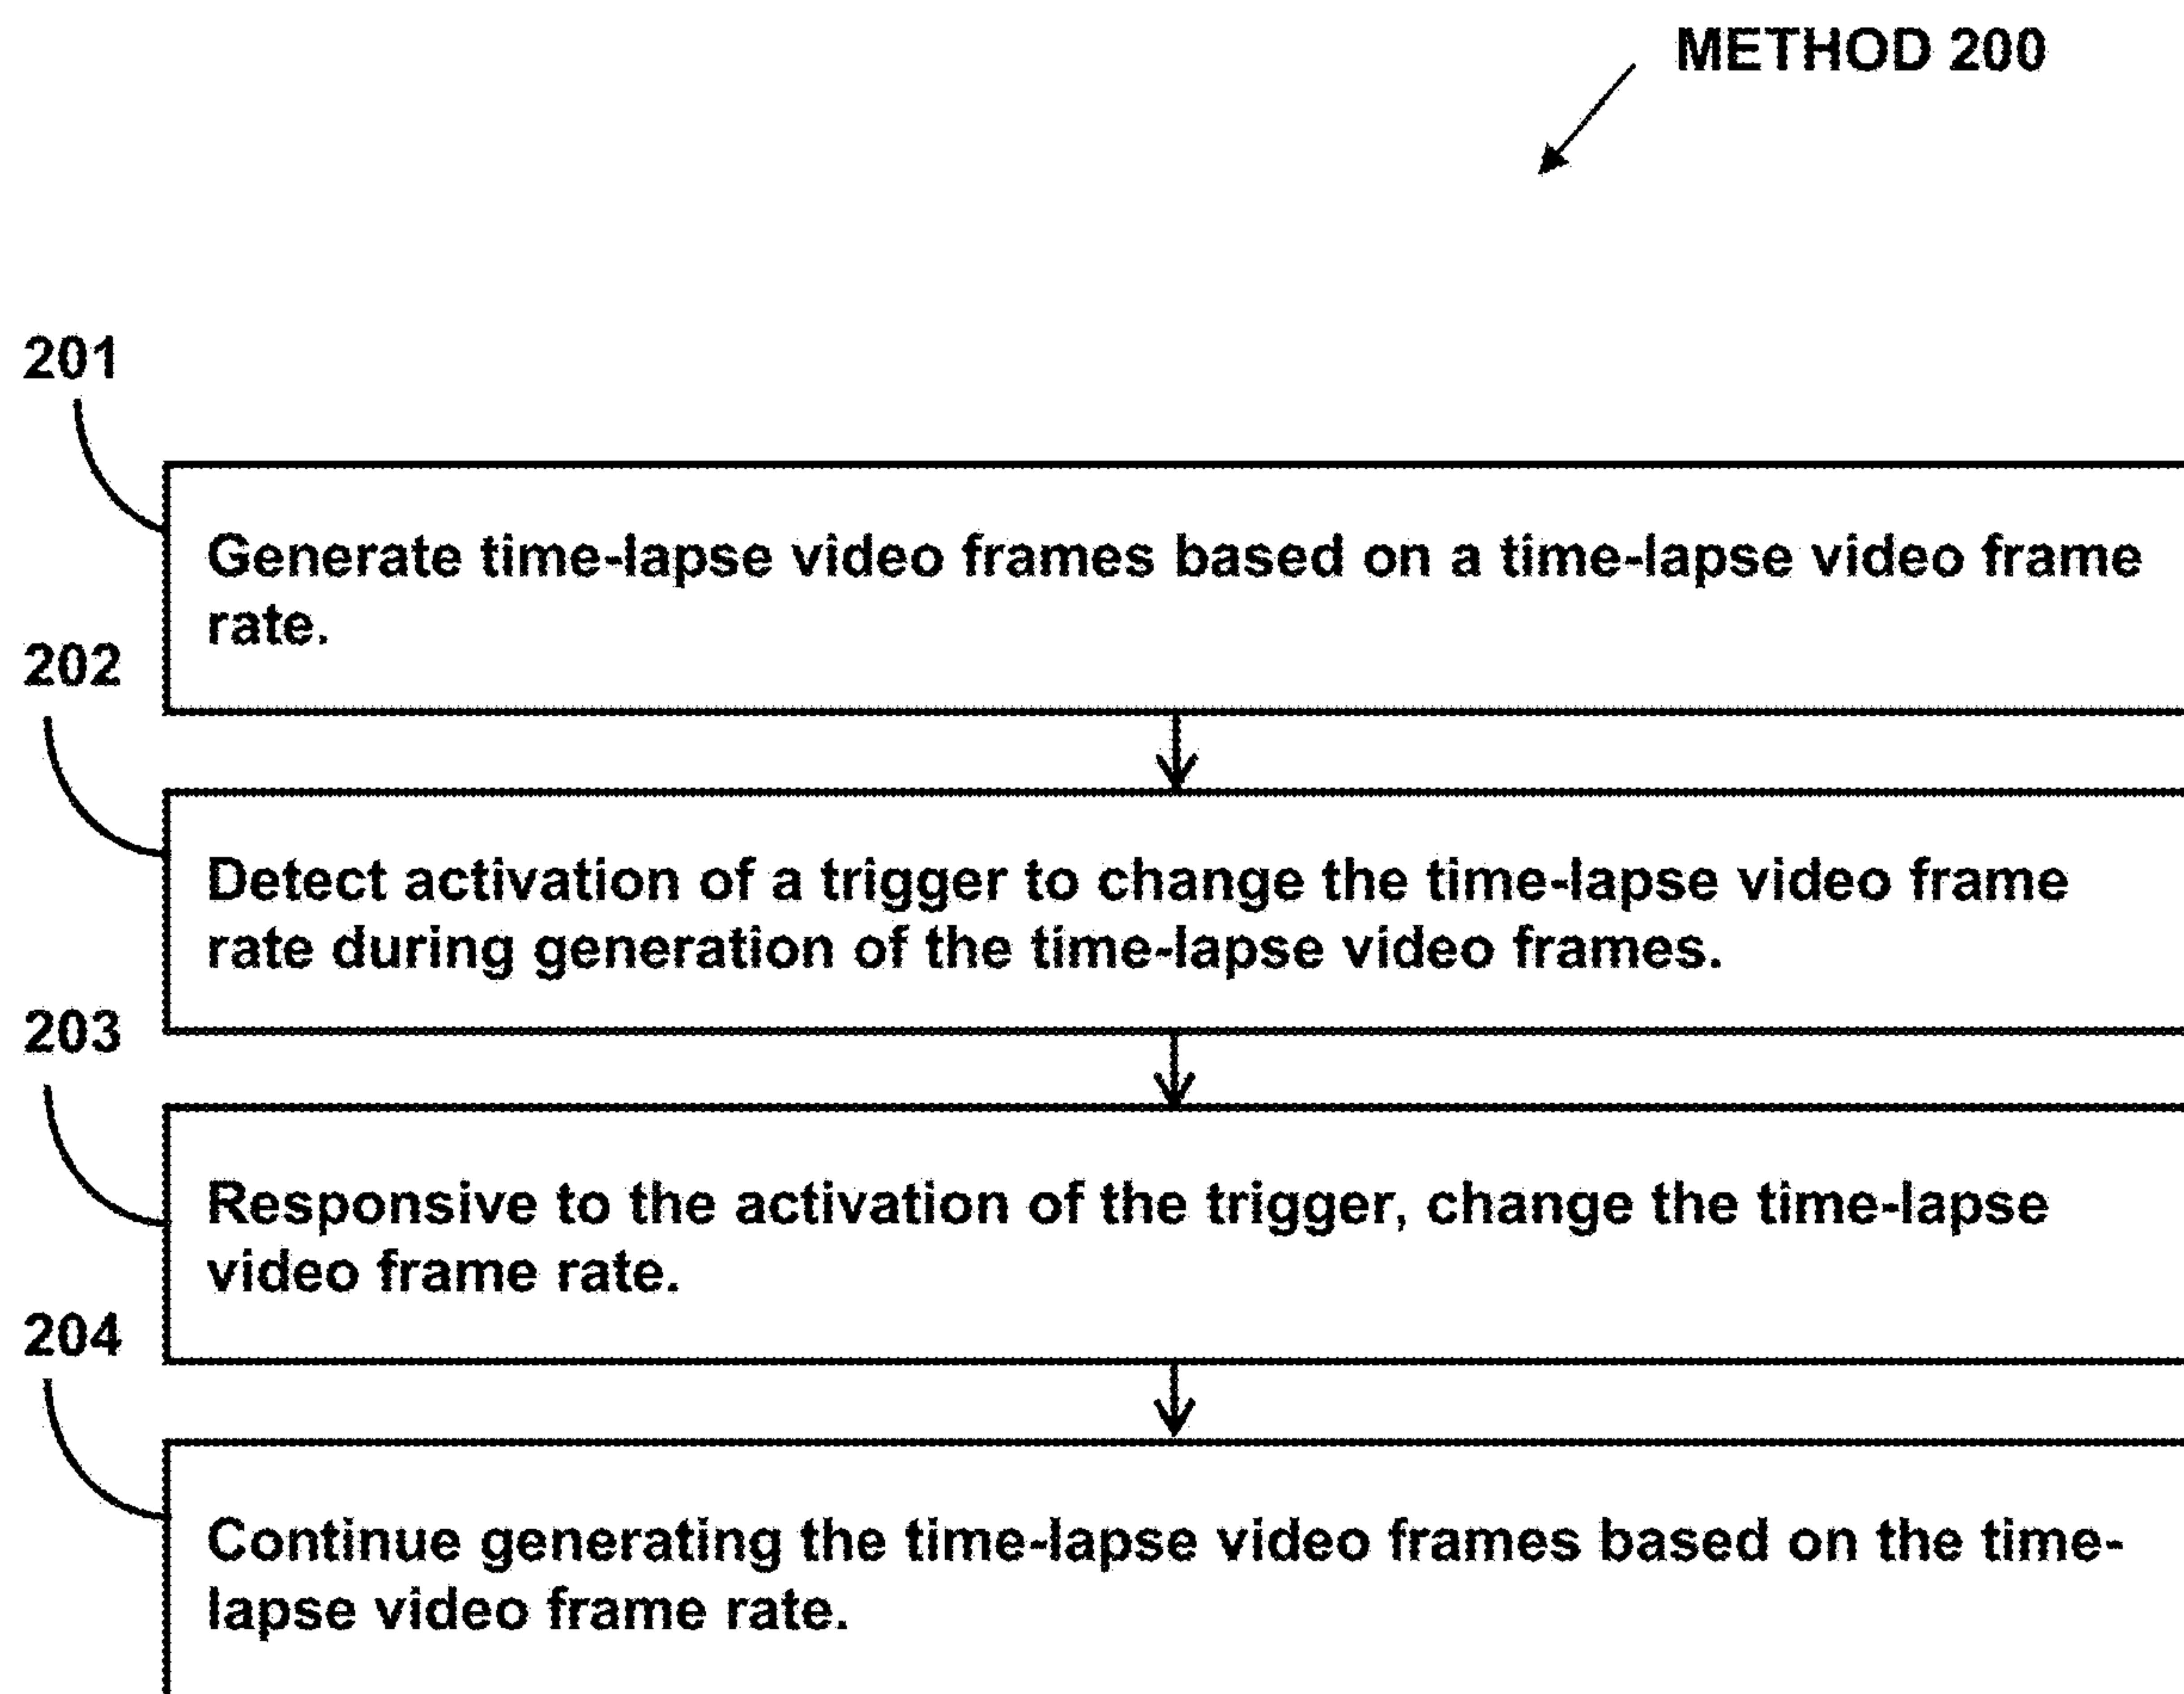 METHOD 200
201
Generate time-lapse video frames based on a time-lapse video frame
rate.
202
Detect activation of a trigger to change the time-lapse video frame
rate during generation of the time-lapse video frames.
203
Responsive to the activation of the trigger, change the time-lapse
video frame rate.
204
Continue generating the time-lapse video frames based on the time-
lapse video frame rate.